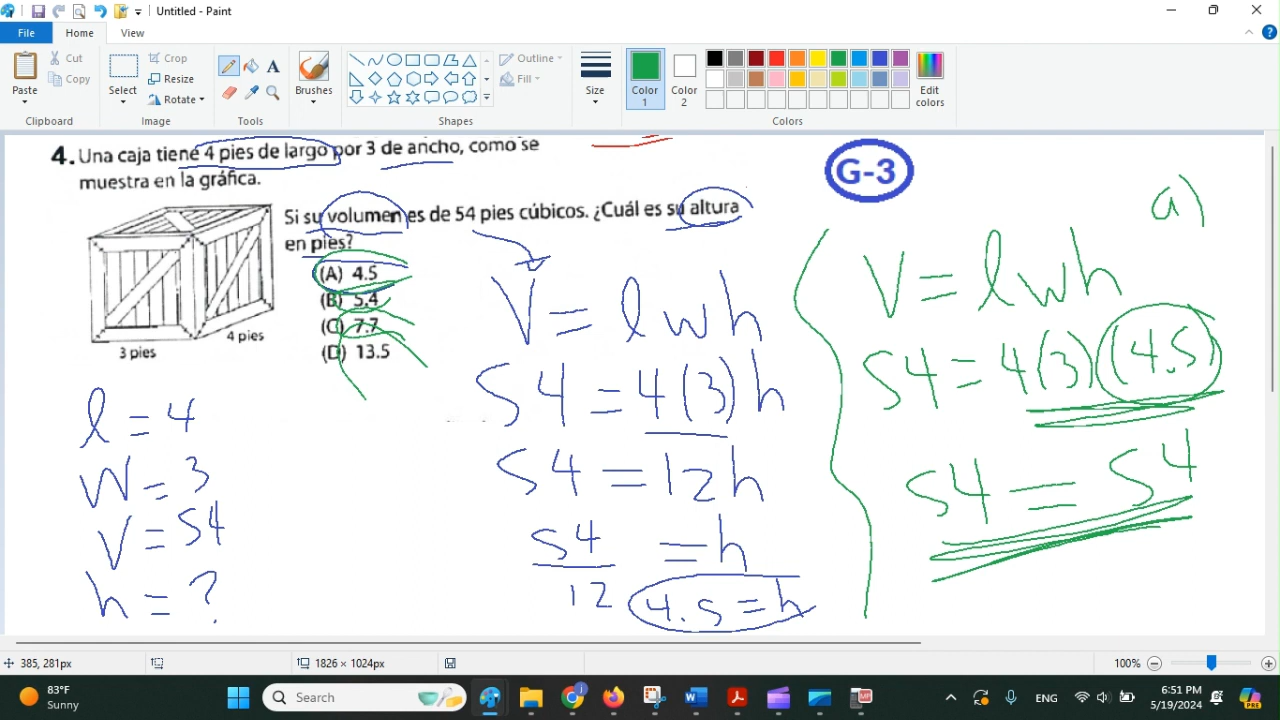 Untitled - Paint
File
Home
View
Paste
Cut
Copy
Clipboard
Select
Crop
Resize
Rotate
Image
Tools
Brushes
Shapes
Outline
Fill
Size
Color 1
Color 2
Edit colors
Colors
4. Una caja tiene 4 pies de largo por 3 de ancho, como se
muestra en la gráfica.
G-3
a)
Si su volumen es de 54 pies cúbicos. ¿Cuál es su altura
en pies?
(A) 4.5
(B) 5.4
(C) 7.7
(D) 13.5
3 pies
4 pies
l = 4
W = 3
V = 54
h = ?
V = l w h
54 = 4(3)h
54 = 12h
54/12 = h
4.5 = h
V = l w h
54 = 4(3)(4.5)
54 = 54
385, 281px
1826 × 1024px
100%
83°F
Sunny
Search
ENG
6:51 PM
5/19/2024